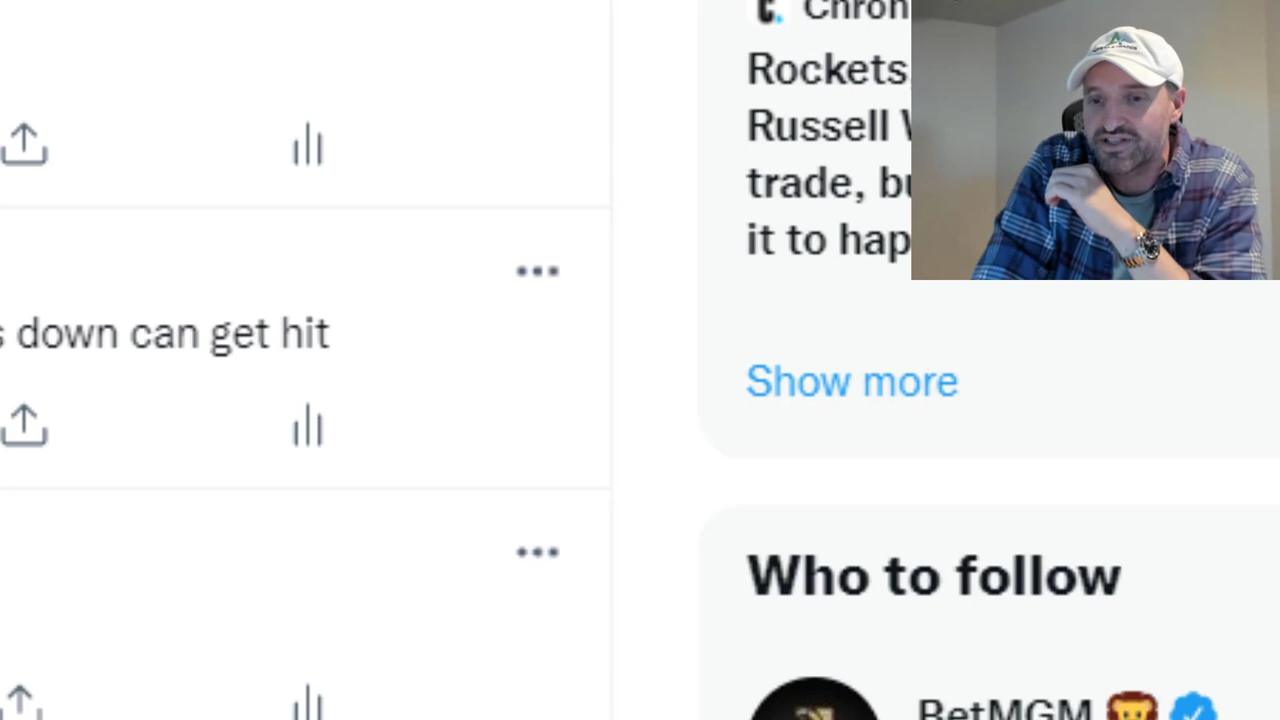 s down can get hit
Chron
Rockets,
Russell
trade, bu
it to hap
Show more
Who to follow
BetMGM